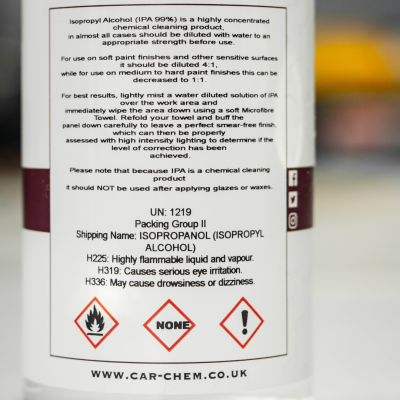 Isopropyl Alcohol (IPA 99%) is a highly concentrated
chemical cleaning product,
in almost all cases should be diluted with water to an
appropriate strength before use.
For use on soft paint finishes and other sensitive surfaces
it should be diluted 4:1,
while for use on medium to hard paint finishes this can be
decreased to 1:1.
For best results, lightly mist a water diluted solution of IPA
over the work area and
immediately wipe the area down using a soft Microfibre
Towel. Refold your towel and buff the
panel down carefully to leave a perfect smear-free finish,
which can then be properly
assessed with high intensity lighting to determine if the
level of correction has been
achieved.
Please note that because IPA is a chemical cleaning
product
it should NOT be used after applying glazes or waxes.
UN: 1219
Packing Group II
Shipping Name: ISOPROPANOL (ISOPROPYL
ALCOHOL)
H225: Highly flammable liquid and vapour.
H319: Causes serious eye irritation.
H336: May cause drowsiness or dizziness.
NONE
WWW.CAR-CHEM.CO.UK